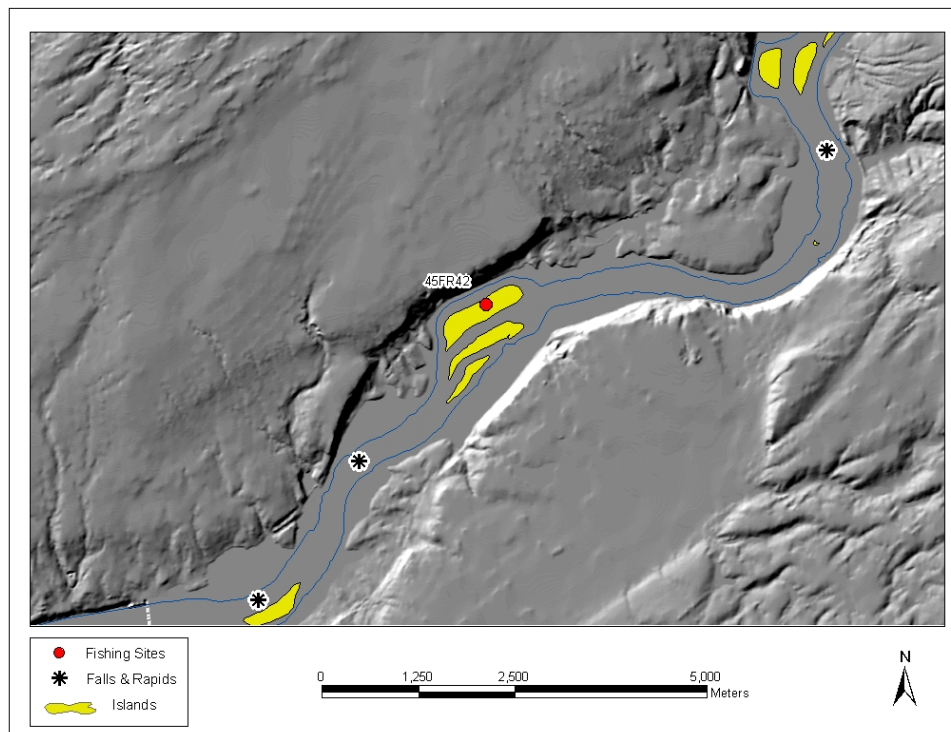 45FR42
Fishing Sites
Falls & Rapids
Islands
0 1,250 2,500 5,000
Meters
N